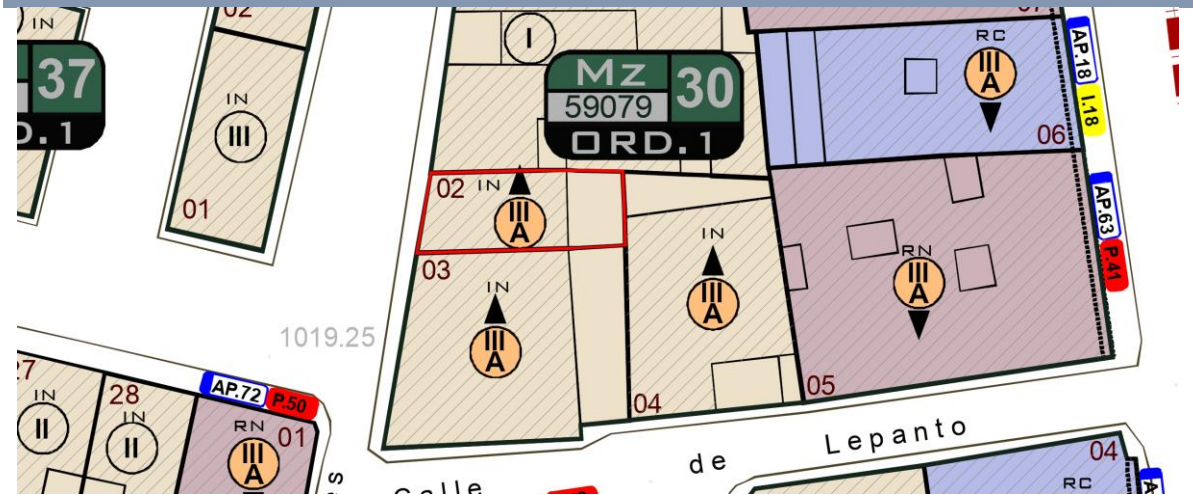 02
IN
IN
37
D.1
III
01
I
Mz
59079
30
ORD.1
RC
III
A
06
AP.18
I.18
02
IN
III
A
03
IN
III
A
IN
III
A
04
RN
III
A
05
AP.63
P.41
1019.25
27
IN
II
28
IN
II
AP.72
P.50
RN
III
A
01
Calle de Lepanto
04
RC